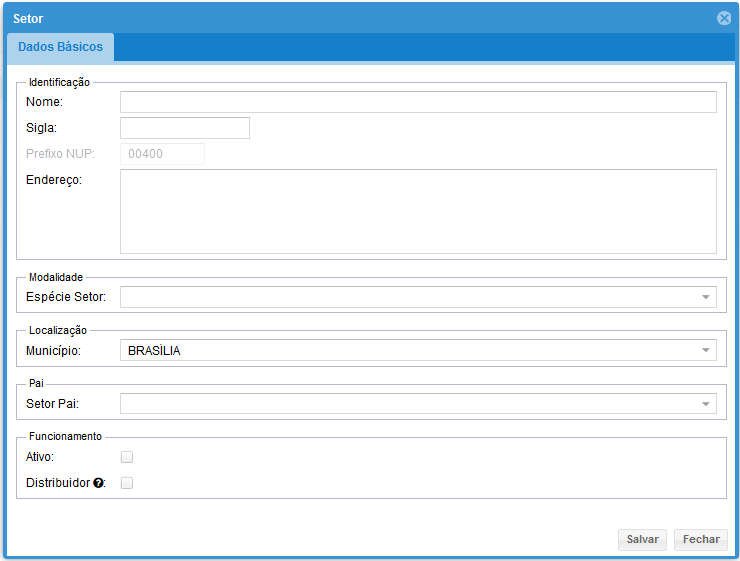 Setor
Dados Básicos
Identificação
Nome:
Sigla:
Prefixo NUP: 00400
Endereço:
Modalidade
Espécie Setor:
Localização
Município: BRASÍLIA
Pai
Setor Pai:
Funcionamento
Ativo:
Distribuidor ?:
Salvar Fechar